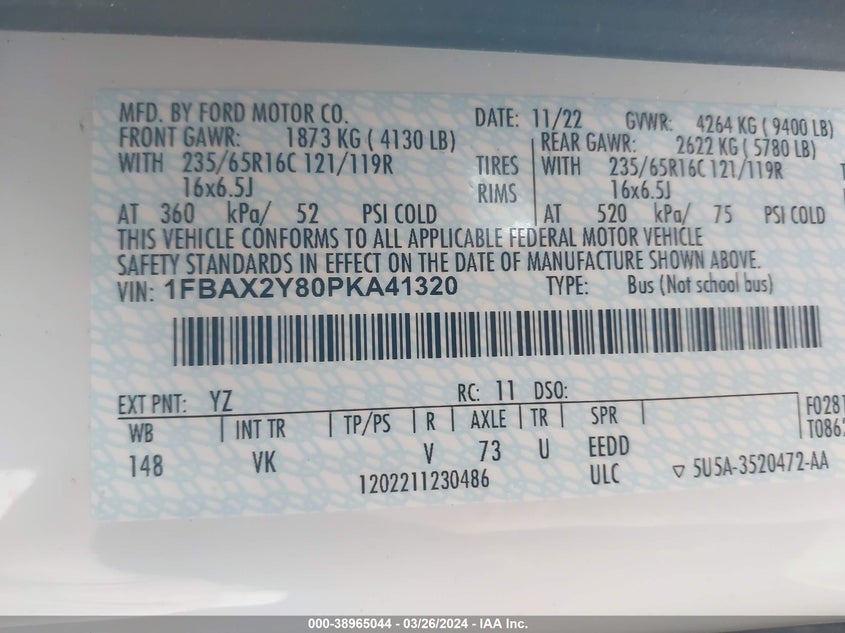 MFD. BY FORD MOTOR CO. DATE: 11/22 GVWR: 4264 KG ( 9400 LB)
FRONT GAWR: 1873 KG ( 4130 LB) REAR GAWR: 2622 KG ( 5780 LB)
WITH 235/65R16C 121/119R TIRES WITH 235/65R16C 121/119R
16x6.5J RIMS 16x6.5J
AT 360 kPa/ 52 PSI COLD AT 520 kPa/ 75 PSI COLD
THIS VEHICLE CONFORMS TO ALL APPLICABLE FEDERAL MOTOR VEHICLE
SAFETY STANDARDS IN EFFECT ON THE DATE OF MANUFACTURE SHOWN ABOVE.
VIN: 1FBAX2Y80PKA41320 TYPE: Bus (Not school bus)
EXT PNT: YZ RC: 11 DSO:
WB INT TR TP/PS R AXLE TR SPR F0281
T086
148 VK V 73 U EEDD
1202211230486 ULC ▽ 5U5A-3520472-AA
000-38965044 - 03/26/2024 - IAA Inc.